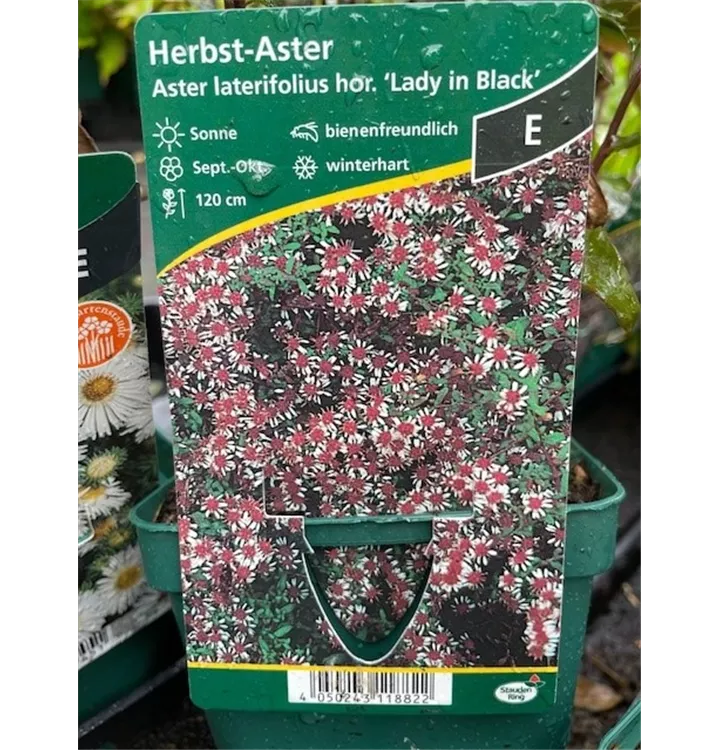 Herbst-Aster
Aster laterifolius hor. 'Lady in Black'
Sonne
bienenfreundlich
E
Sept.-Okt.
winterhart
120 cm
E
4 050243 118822
Stauden
Ring